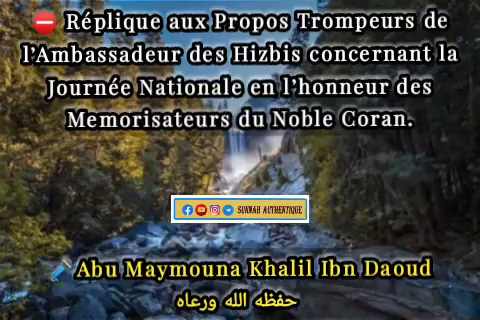 ⛔ Réplique aux Propos Trompeurs de
l'Ambassadeur des Hizbis concernant la
Journée Nationale en l'honneur des
Memorisateurs du Noble Coran.
SUNNAH AUTHENTIQUE
🖊️ Abu Maymouna Khalil Ibn Daoud
حفظه الله ورعاه